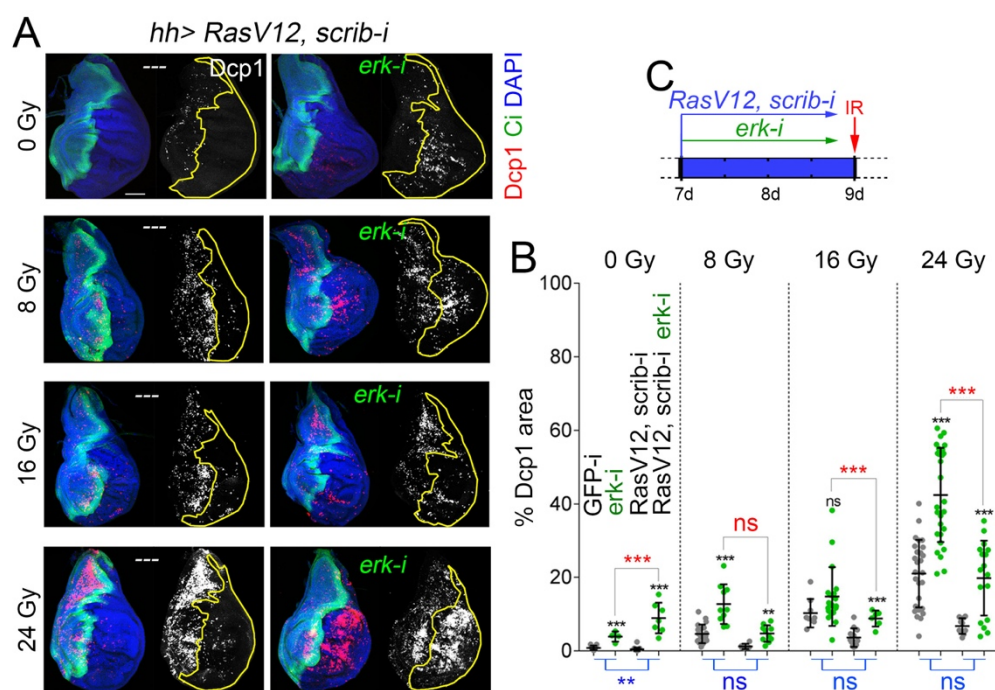 A
hh> RasV12, scrib-i
0 Gy
---
Dcp1
erk-i
Dcp1 Ci DAPI
8 Gy
---
erk-i
16 Gy
---
erk-i
24 Gy
---
erk-i
C
RasV12, scrib-i
IR
erk-i
7d 8d 9d
B
0 Gy 8 Gy 16 Gy 24 Gy
% Dcp1 area
100
80
60
40
20
0
GFP-i
erk-i
RasV12, scrib-i
RasV12, scrib-i erk-i
*** *** ***
*** ns **
ns *** ***
*** *** ***
** ns ns ns